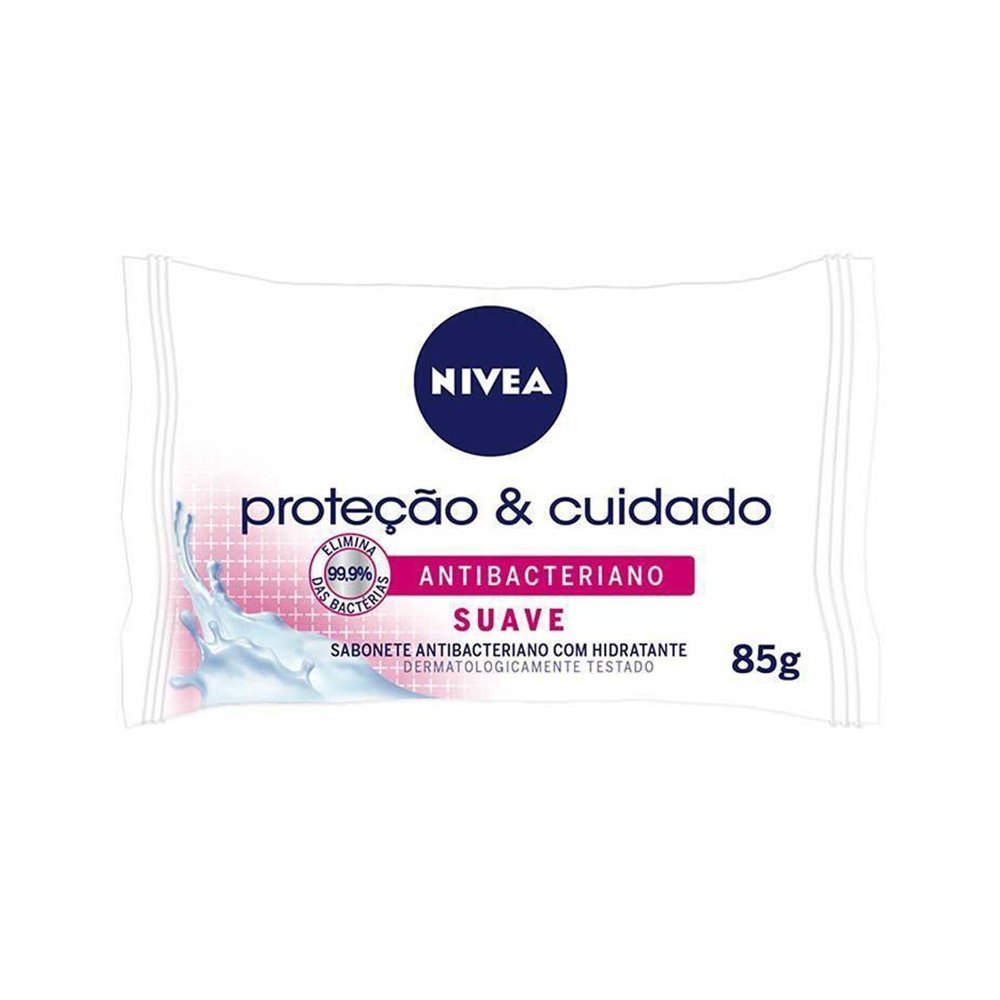 NIVEA
proteção & cuidado
ELIMINA
99,9%
DAS BACTÉRIAS
ANTIBACTERIANO
SUAVE
SABONETE ANTIBACTERIANO COM HIDRATANTE
DERMATOLOGICAMENTE TESTADO
85g